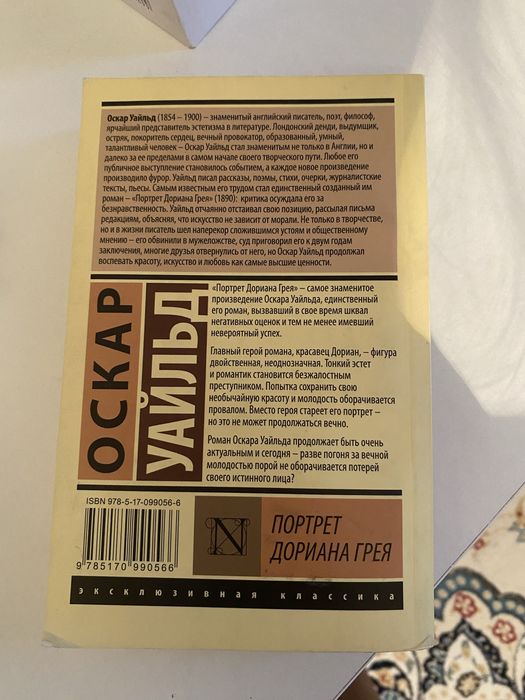 Оскар Уайльд (1854 – 1900) – знаменитый английский писатель, поэт, философ,
ярчайший представитель эстетизма в литературе. Лондонский денди, выдумщик,
остряк, покоритель сердец, вечный провокатор, образованный, умный,
талантливый человек – Оскар Уайльд стал знаменитым не только в Англии, но и
далеко за ее пределами в самом начале своего творческого пути. Любое его
публичное выступление становилось событием, а каждое новое произведение
производило фурор. Уайльд писал рассказы, поэмы, стихи, очерки, журналистские
тексты, пьесы. Самым известным его трудом стал единственный созданный им
роман – «Портрет Дориана Грея» (1890): критика осуждала его за
безнравственность. Уайльд отчаянно отстаивал свою позицию, рассылая письма
редакциям, объясняя, что искусство не зависит от морали. Не только в творчестве,
но и в жизни писатель шел наперекор сложившимся устоям и общественному
мнению – его обвинили в мужеложстве, суд приговорил его к двум годам
заключения, многие друзья отвернулись от него, но Оскар Уайльд продолжал
воспевать красоту, искусство и любовь как самые высшие ценности.
ОСКАР
УАЙЛЬД
«Портрет Дориана Грея» – самое знаменитое
произведение Оскара Уайльда, единственный
его роман, вызвавший в свое время шквал
негативных оценок и тем не менее имевший
невероятный успех.
Главный герой романа, красавец Дориан, – фигура
двойственная, неоднозначная. Тонкий эстет
и романтик становится безжалостным
преступником. Попытка сохранить свою
необычайную красоту и молодость оборачивается
провалом. Вместо героя стареет его портрет –
но это не может продолжаться вечно.
Роман Оскара Уайльда продолжает быть очень
актуальным и сегодня – разве погоня за вечной
молодостью порой не оборачивается потерей
своего истинного лица?
ISBN 978-5-17-099056-6
9 785170 990566
N
ПОРТРЕТ
ДОРИАНА ГРЕЯ
эксклюзивная классика